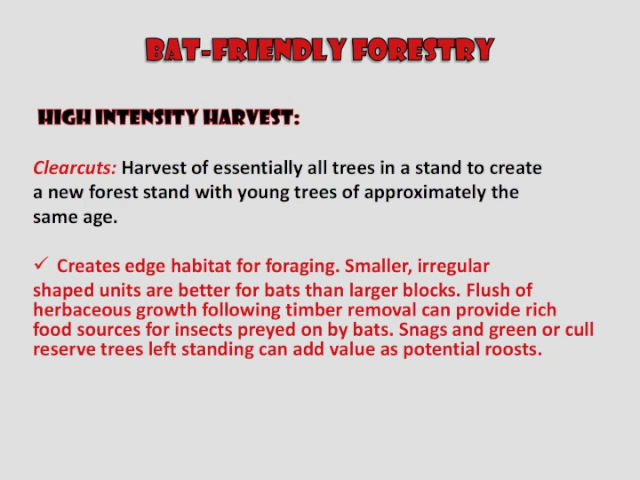 BAT-FRIENDLY FORESTRY
HIGH INTENSITY HARVEST:
Clearcuts: Harvest of essentially all trees in a stand to create
a new forest stand with young trees of approximately the
same age.
✓ Creates edge habitat for foraging. Smaller, irregular
shaped units are better for bats than larger blocks. Flush of
herbaceous growth following timber removal can provide rich
food sources for insects preyed on by bats. Snags and green or cull
reserve trees left standing can add value as potential roosts.